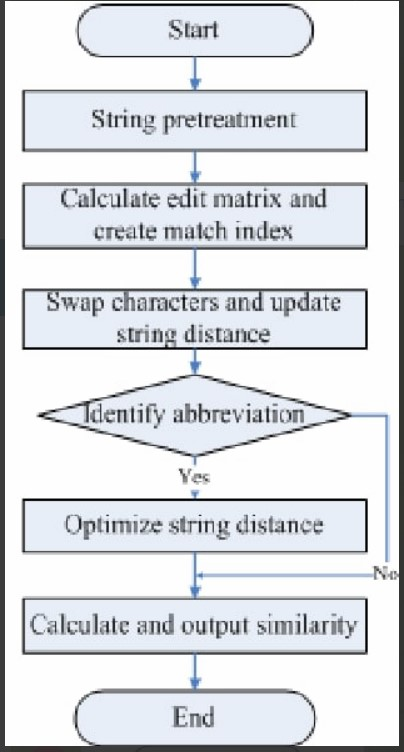 Start
String pretreatment
Calculate edit matrix and
create match index
Swap characters and update
string distance
Identify abbreviation
Yes
Optimize string distance
No
Calculate and output similarity
End